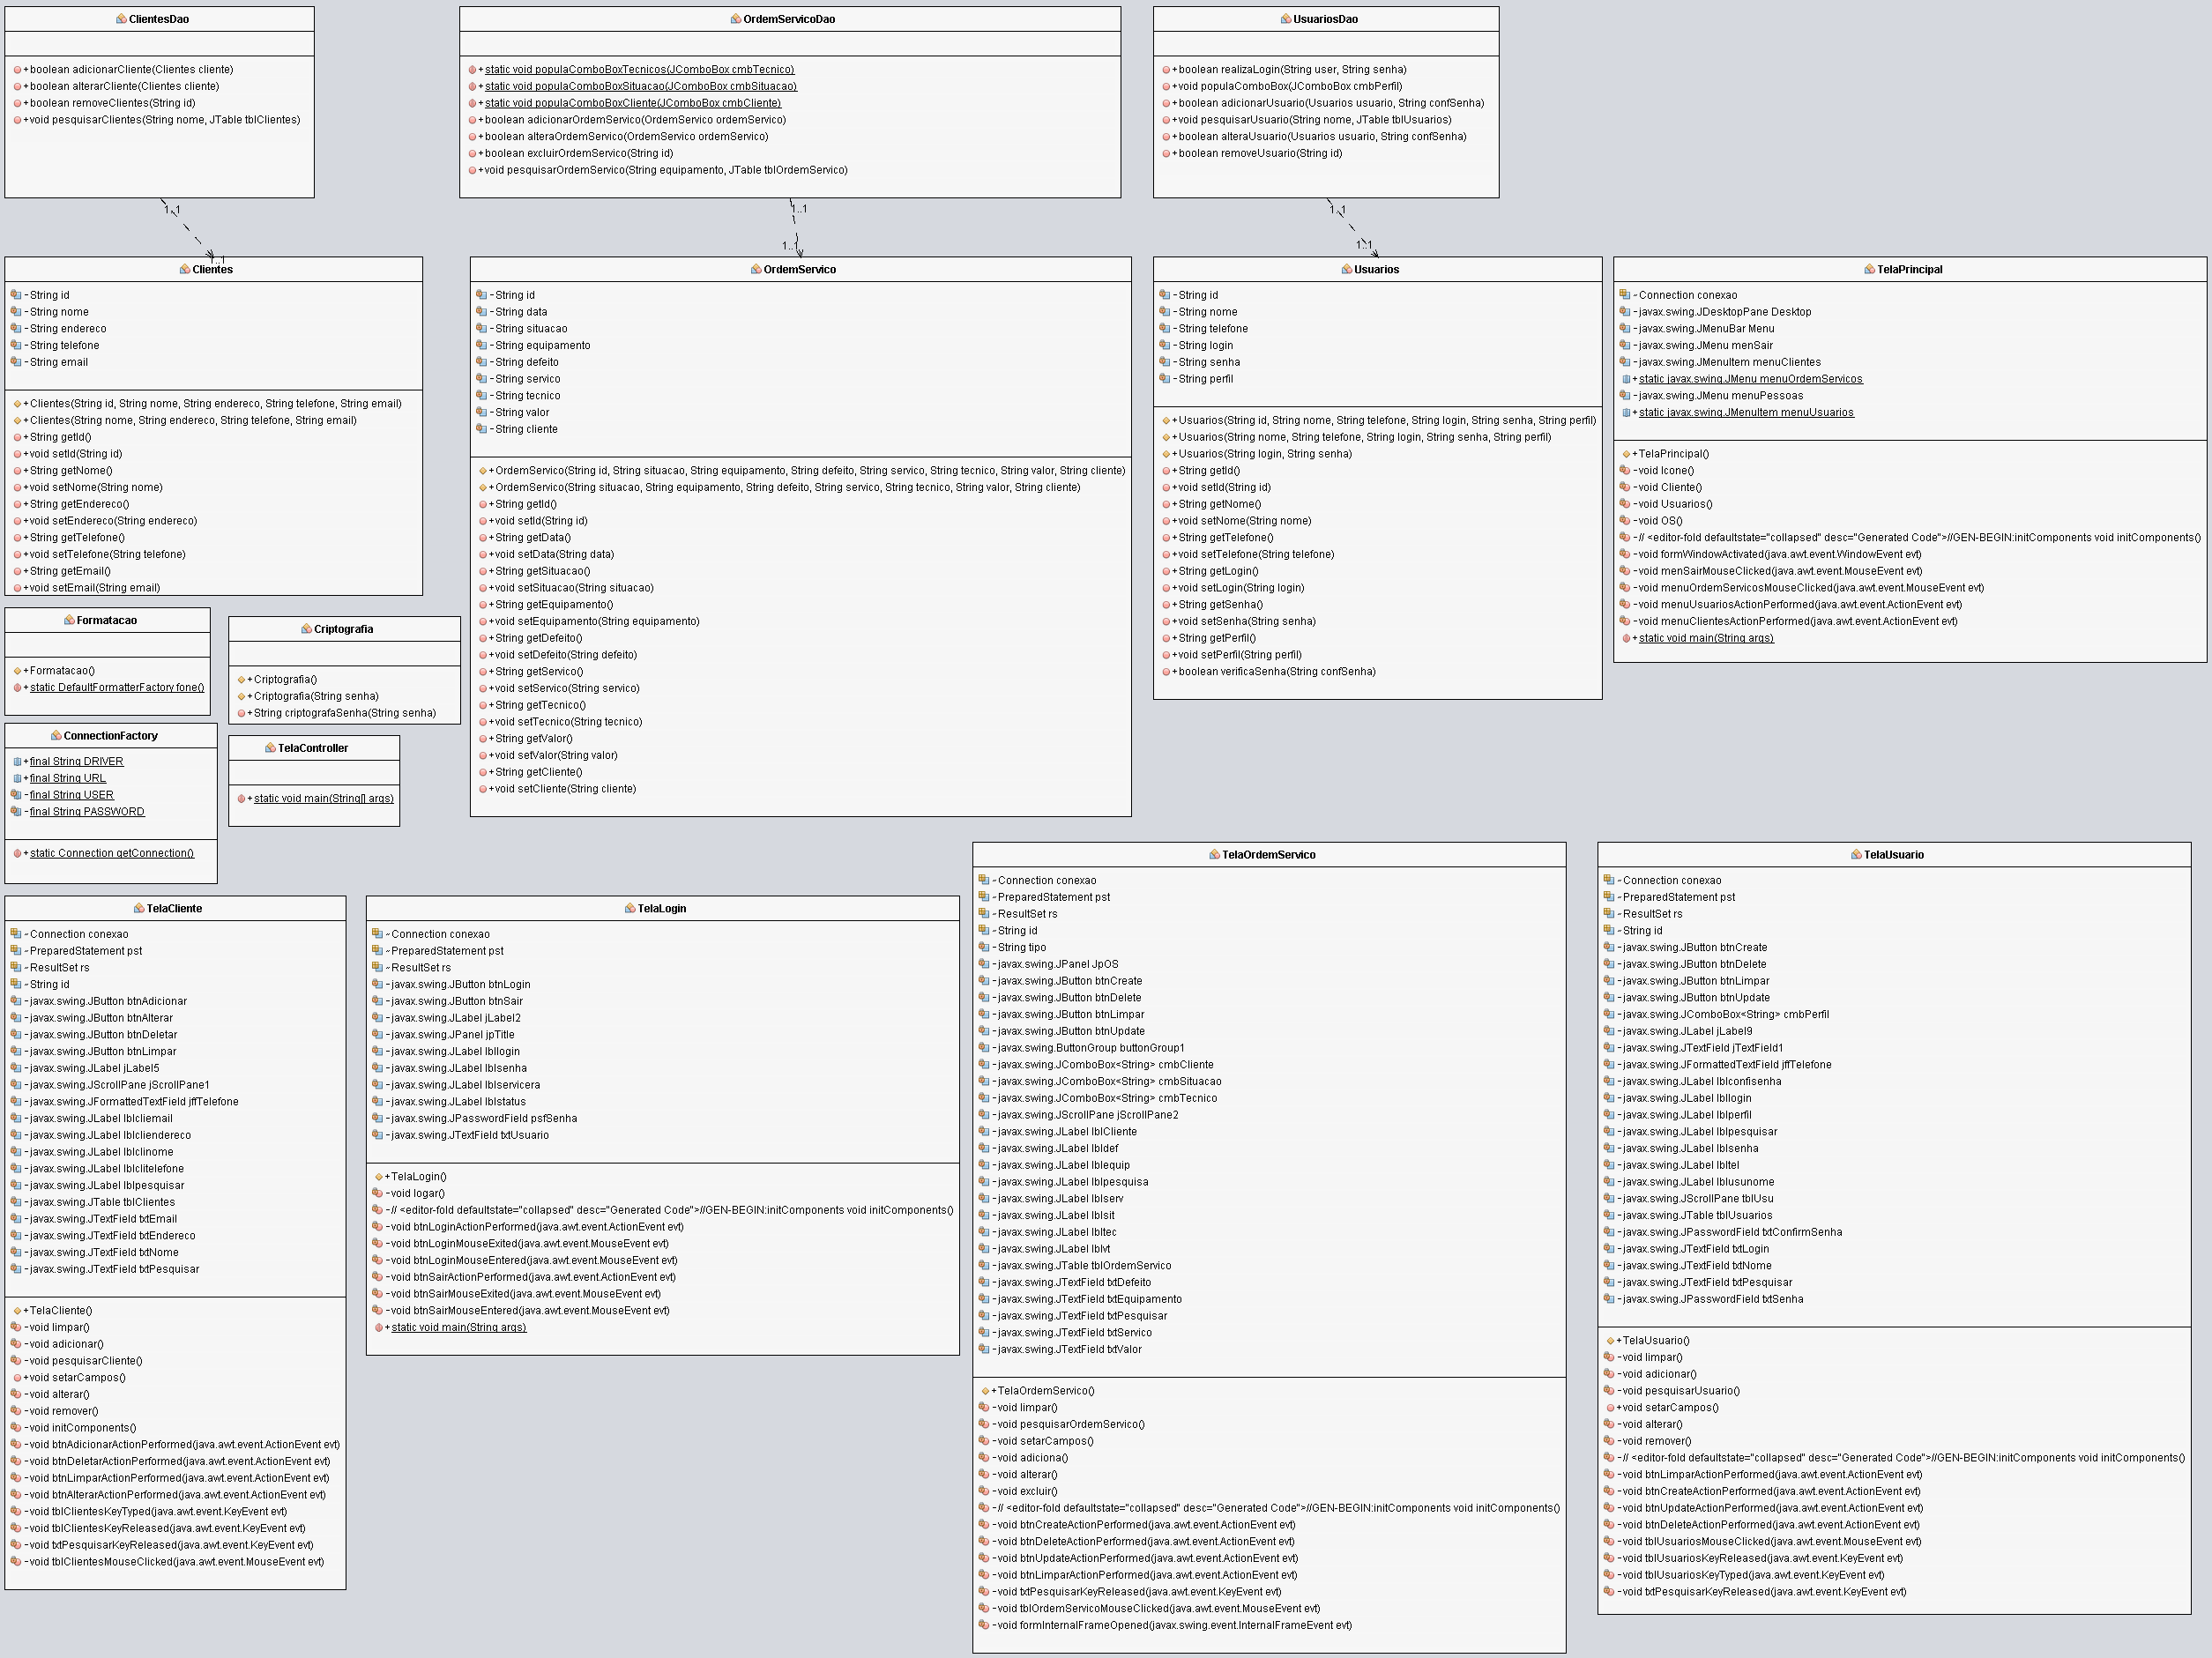 ClientesDao
+boolean adicionarCliente(Clientes cliente)
+boolean alterarCliente(Clientes cliente)
+boolean removeClientes(String id)
+void pesquisarClientes(String nome, JTable tblClientes)
OrdemServicoDao
+static void populaComboBoxTecnicos(JComboBox cmbTecnico)
+static void populaComboBoxSituacao(JComboBox cmbSituacao)
+static void populaComboBoxCliente(JComboBox cmbCliente)
+boolean adicionarOrdemServico(OrdemServico ordemServico)
+boolean alteraOrdemServico(OrdemServico ordemServico)
+boolean excluirOrdemServico(String id)
+void pesquisarOrdemServico(String equipamento, JTable tblOrdemServico)
UsuariosDao
+boolean realizaLogin(String user, String senha)
+void populaComboBox(JComboBox cmbPerfil)
+boolean adicionarUsuario(Usuarios usuario, String confSenha)
+void pesquisarUsuario(String nome, JTable tblUsuarios)
+boolean alteraUsuario(Usuarios usuario, String confSenha)
+boolean removeUsuario(String id)
1..1
1..1
1..1
1..1
1..1
1..1
Clientes
-String id
-String nome
-String endereco
-String telefone
-String email
+Clientes(String id, String nome, String endereco, String telefone, String email)
+Clientes(String nome, String endereco, String telefone, String email)
+String getId()
+void setId(String id)
+String getNome()
+void setNome(String nome)
+String getEndereco()
+void setEndereco(String endereco)
+String getTelefone()
+void setTelefone(String telefone)
+String getEmail()
+void setEmail(String email)
OrdemServico
-String id
-String data
-String situacao
-String equipamento
-String defeito
-String servico
-String tecnico
-String valor
-String cliente
+OrdemServico(String id, String situacao, String equipamento, String defeito, String servico, String tecnico, String valor, String cliente)
+OrdemServico(String situacao, String equipamento, String defeito, String servico, String tecnico, String valor, String cliente)
+String getId()
+void setId(String id)
+String getData()
+void setData(String data)
+String getSituacao()
+void setSituacao(String situacao)
+String getEquipamento()
+void setEquipamento(String equipamento)
+String getDefeito()
+void setDefeito(String defeito)
+String getServico()
+void setServico(String servico)
+String getTecnico()
+void setTecnico(String tecnico)
+String getValor()
+void setValor(String valor)
+String getCliente()
+void setCliente(String cliente)
Usuarios
-String id
-String nome
-String telefone
-String login
-String senha
-String perfil
+Usuarios(String id, String nome, String telefone, String login, String senha, String perfil)
+Usuarios(String nome, String telefone, String login, String senha, String perfil)
+Usuarios(String login, String senha)
+String getId()
+void setId(String id)
+String getNome()
+void setNome(String nome)
+String getTelefone()
+void setTelefone(String telefone)
+String getLogin()
+void setLogin(String login)
+String getSenha()
+void setSenha(String senha)
+String getPerfil()
+void setPerfil(String perfil)
+boolean verificaSenha(String confSenha)
TelaPrincipal
~Connection conexao
-javax.swing.JDesktopPane Desktop
-javax.swing.JMenuBar Menu
-javax.swing.JMenu menSair
-javax.swing.JMenuItem menuClientes
+static javax.swing.JMenu menuOrdemServicos
-javax.swing.JMenu menuPessoas
+static javax.swing.JMenuItem menuUsuarios
+TelaPrincipal()
-void Icone()
-void Cliente()
-void Usuarios()
-void OS()
-// <editor-fold defaultstate="collapsed" desc="Generated Code">//GEN-BEGIN:initComponents void initComponents()
-void formWindowActivated(java.awt.event.WindowEvent evt)
-void menSairMouseClicked(java.awt.event.MouseEvent evt)
-void menuOrdemServicosMouseClicked(java.awt.event.MouseEvent evt)
-void menuUsuariosActionPerformed(java.awt.event.ActionEvent evt)
-void menuClientesActionPerformed(java.awt.event.ActionEvent evt)
+static void main(String args)
Formatacao
+Formatacao()
+static DefaultFormatterFactory fone()
Criptografia
+Criptografia()
+Criptografia(String senha)
+String criptografaSenha(String senha)
ConnectionFactory
+final String DRIVER
+final String URL
-final String USER
-final String PASSWORD
+static Connection getConnection()
TelaController
+static void main(String[] args)
TelaCliente
~Connection conexao
~PreparedStatement pst
~ResultSet rs
~String id
-javax.swing.JButton btnAdicionar
-javax.swing.JButton btnAlterar
-javax.swing.JButton btnDeletar
-javax.swing.JButton btnLimpar
-javax.swing.JLabel jLabel5
-javax.swing.JScrollPane jScrollPane1
-javax.swing.JFormattedTextField jffTelefone
-javax.swing.JLabel lblcliemail
-javax.swing.JLabel lblcliendereco
-javax.swing.JLabel lblclinome
-javax.swing.JLabel lblclitelefone
-javax.swing.JLabel lblpesquisar
-javax.swing.JTable tblClientes
-javax.swing.JTextField txtEmail
-javax.swing.JTextField txtEndereco
-javax.swing.JTextField txtNome
-javax.swing.JTextField txtPesquisar
+TelaCliente()
-void limpar()
-void adicionar()
-void pesquisarCliente()
+void setarCampos()
-void alterar()
-void remover()
-void initComponents()
-void btnAdicionarActionPerformed(java.awt.event.ActionEvent evt)
-void btnDeletarActionPerformed(java.awt.event.ActionEvent evt)
-void btnLimparActionPerformed(java.awt.event.ActionEvent evt)
-void btnAlterarActionPerformed(java.awt.event.ActionEvent evt)
-void tblClientesKeyTyped(java.awt.event.KeyEvent evt)
-void tblClientesKeyReleased(java.awt.event.KeyEvent evt)
-void txtPesquisarKeyReleased(java.awt.event.KeyEvent evt)
-void tblClientesMouseClicked(java.awt.event.MouseEvent evt)
TelaLogin
~Connection conexao
~PreparedStatement pst
~ResultSet rs
-javax.swing.JButton btnLogin
-javax.swing.JButton btnSair
-javax.swing.JLabel jLabel2
-javax.swing.JPanel jpTitle
-javax.swing.JLabel lbllogin
-javax.swing.JLabel lblsenha
-javax.swing.JLabel lblservicera
-javax.swing.JLabel lblstatus
-javax.swing.JPasswordField psfSenha
-javax.swing.JTextField txtUsuario
+TelaLogin()
-void logar()
-// <editor-fold defaultstate="collapsed" desc="Generated Code">//GEN-BEGIN:initComponents void initComponents()
-void btnLoginActionPerformed(java.awt.event.ActionEvent evt)
-void btnLoginMouseExited(java.awt.event.MouseEvent evt)
-void btnLoginMouseEntered(java.awt.event.MouseEvent evt)
-void btnSairActionPerformed(java.awt.event.ActionEvent evt)
-void btnSairMouseExited(java.awt.event.MouseEvent evt)
-void btnSairMouseEntered(java.awt.event.MouseEvent evt)
+static void main(String args)
TelaOrdemServico
~Connection conexao
~PreparedStatement pst
~ResultSet rs
~String id
-String tipo
-javax.swing.JPanel JpOS
-javax.swing.JButton btnCreate
-javax.swing.JButton btnDelete
-javax.swing.JButton btnLimpar
-javax.swing.JButton btnUpdate
-javax.swing.ButtonGroup buttonGroup1
-javax.swing.JComboBox<String> cmbCliente
-javax.swing.JComboBox<String> cmbSituacao
-javax.swing.JComboBox<String> cmbTecnico
-javax.swing.JScrollPane jScrollPane2
-javax.swing.JLabel lblCliente
-javax.swing.JLabel lbldef
-javax.swing.JLabel lblequip
-javax.swing.JLabel lblpesquisa
-javax.swing.JLabel lblserv
-javax.swing.JLabel lblsit
-javax.swing.JLabel lbltec
-javax.swing.JLabel lblvt
-javax.swing.JTable tblOrdemServico
-javax.swing.JTextField txtDefeito
-javax.swing.JTextField txtEquipamento
-javax.swing.JTextField txtPesquisar
-javax.swing.JTextField txtServico
-javax.swing.JTextField txtValor
+TelaOrdemServico()
-void limpar()
-void pesquisarOrdemServico()
-void setarCampos()
-void adiciona()
-void alterar()
-void excluir()
-// <editor-fold defaultstate="collapsed" desc="Generated Code">//GEN-BEGIN:initComponents void initComponents()
-void btnCreateActionPerformed(java.awt.event.ActionEvent evt)
-void btnDeleteActionPerformed(java.awt.event.ActionEvent evt)
-void btnUpdateActionPerformed(java.awt.event.ActionEvent evt)
-void btnLimparActionPerformed(java.awt.event.ActionEvent evt)
-void txtPesquisarKeyReleased(java.awt.event.KeyEvent evt)
-void tblOrdemServicoMouseClicked(java.awt.event.MouseEvent evt)
-void formInternalFrameOpened(javax.swing.event.InternalFrameEvent evt)
TelaUsuario
~Connection conexao
~PreparedStatement pst
~ResultSet rs
~String id
-javax.swing.JButton btnCreate
-javax.swing.JButton btnDelete
-javax.swing.JButton btnLimpar
-javax.swing.JButton btnUpdate
-javax.swing.JComboBox<String> cmbPerfil
-javax.swing.JLabel jLabel9
-javax.swing.JTextField jTextField1
-javax.swing.JFormattedTextField jffTelefone
-javax.swing.JLabel lblconfisenha
-javax.swing.JLabel lbllogin
-javax.swing.JLabel lblperfil
-javax.swing.JLabel lblpesquisar
-javax.swing.JLabel lblsenha
-javax.swing.JLabel lbltel
-javax.swing.JLabel lblusunome
-javax.swing.JScrollPane tblUsu
-javax.swing.JTable tblUsuarios
-javax.swing.JPasswordField txtConfirmSenha
-javax.swing.JTextField txtLogin
-javax.swing.JTextField txtNome
-javax.swing.JTextField txtPesquisar
-javax.swing.JPasswordField txtSenha
+TelaUsuario()
-void limpar()
-void adicionar()
-void pesquisarUsuario()
+void setarCampos()
-void alterar()
-void remover()
-// <editor-fold defaultstate="collapsed" desc="Generated Code">//GEN-BEGIN:initComponents void initComponents()
-void btnLimparActionPerformed(java.awt.event.ActionEvent evt)
-void btnCreateActionPerformed(java.awt.event.ActionEvent evt)
-void btnUpdateActionPerformed(java.awt.event.ActionEvent evt)
-void btnDeleteActionPerformed(java.awt.event.ActionEvent evt)
-void tblUsuariosMouseClicked(java.awt.event.MouseEvent evt)
-void tblUsuariosKeyReleased(java.awt.event.KeyEvent evt)
-void tblUsuariosKeyTyped(java.awt.event.KeyEvent evt)
-void txtPesquisarKeyReleased(java.awt.event.KeyEvent evt)